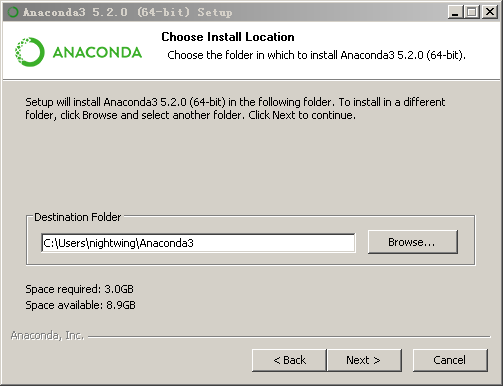 Anaconda3 5.2.0 (64-bit) Setup
ANACONDA
Choose Install Location
Choose the folder in which to install Anaconda3 5.2.0 (64-bit).
Setup will install Anaconda3 5.2.0 (64-bit) in the following folder. To install in a different
folder, click Browse and select another folder. Click Next to continue.
Destination Folder
C:\Users\nightwing\Anaconda3
Browse...
Space required: 3.0GB
Space available: 8.9GB
Anaconda, Inc.
< Back
Next >
Cancel